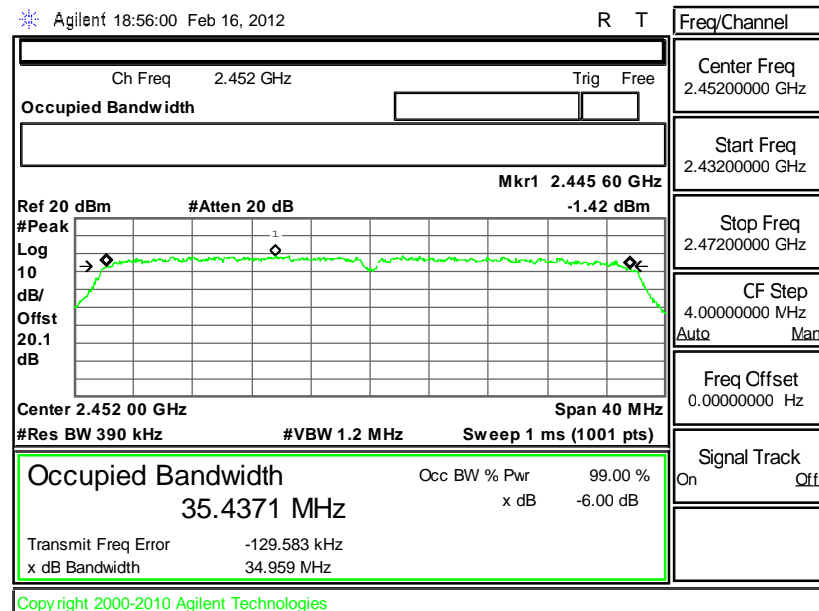 Agilent 18:56:00 Feb 16, 2012 R T
Freq/Channel
Ch Freq 2.452 GHz Trig Free
Occupied Bandwidth
Mkr1 2.445 60 GHz
Ref 20 dBm #Atten 20 dB -1.42 dBm
#Peak
Log
10
dB/
Offst
20.1
dB
1
Center 2.452 00 GHz Span 40 MHz
#Res BW 390 kHz #VBW 1.2 MHz Sweep 1 ms (1001 pts)
Occupied Bandwidth
35.4371 MHz
Occ BW % Pwr 99.00 %
x dB -6.00 dB
Transmit Freq Error -129.583 kHz
x dB Bandwidth 34.959 MHz
Center Freq
2.45200000 GHz
Start Freq
2.43200000 GHz
Stop Freq
2.47200000 GHz
CF Step
4.00000000 MHz
Auto Man
Freq Offset
0.00000000 Hz
Signal Track
On Off
Copyright 2000-2010 Agilent Technologies